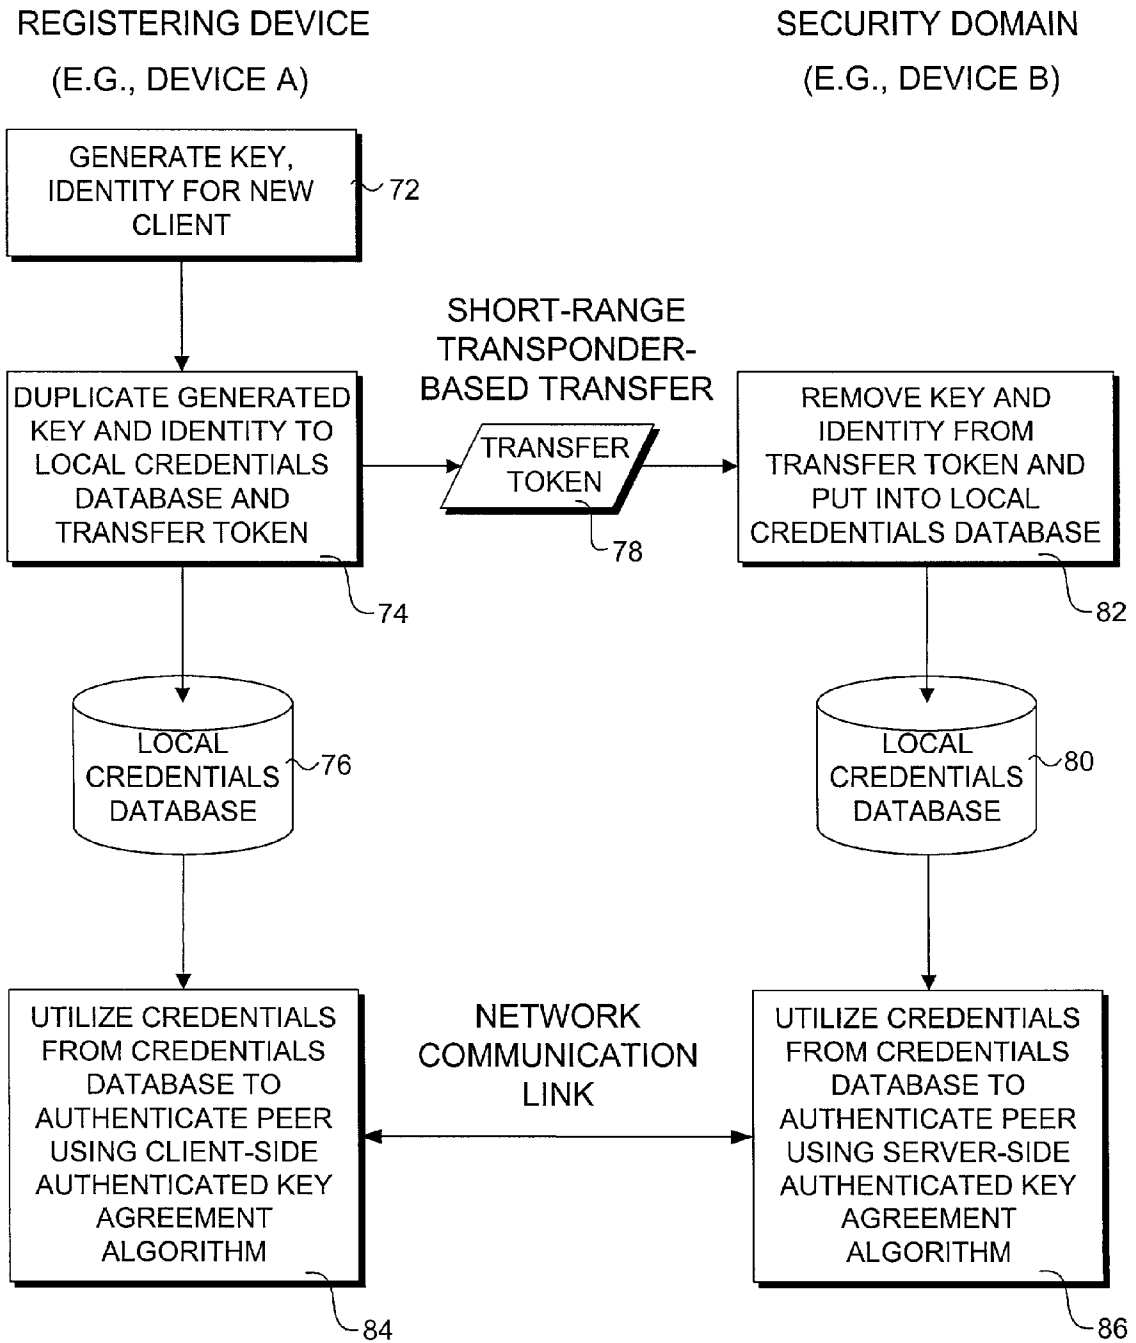 REGISTERING DEVICE
(E.G., DEVICE A)
SECURITY DOMAIN
(E.G., DEVICE B)
GENERATE KEY,
IDENTITY FOR NEW
CLIENT
72
SHORT-RANGE
TRANSPONDER-
BASED TRANSFER
DUPLICATE GENERATED
KEY AND IDENTITY TO
LOCAL CREDENTIALS
DATABASE AND
TRANSFER TOKEN
74
TRANSFER
TOKEN
78
REMOVE KEY AND
IDENTITY FROM
TRANSFER TOKEN AND
PUT INTO LOCAL
CREDENTIALS DATABASE
82
LOCAL
CREDENTIALS
DATABASE
76
LOCAL
CREDENTIALS
DATABASE
80
UTILIZE CREDENTIALS
FROM CREDENTIALS
DATABASE TO
AUTHENTICATE PEER
USING CLIENT-SIDE
AUTHENTICATED KEY
AGREEMENT
ALGORITHM
84
NETWORK
COMMUNICATION
LINK
UTILIZE CREDENTIALS
FROM CREDENTIALS
DATABASE TO
AUTHENTICATE PEER
USING SERVER-SIDE
AUTHENTICATED KEY
AGREEMENT
ALGORITHM
86